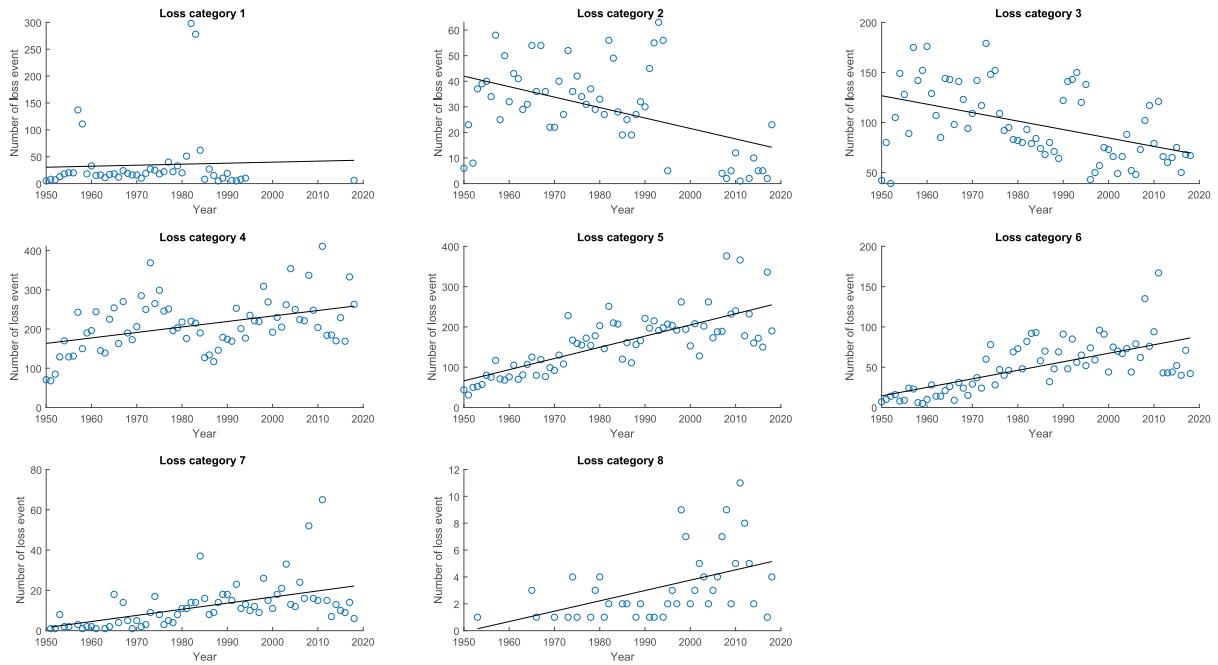 Loss category 1
Number of loss event
300
250
200
150
100
50
0
1950 1960 1970 1980 1990 2000 2010 2020
Year
Loss category 2
Number of loss event
60
50
40
30
20
10
0
1950 1960 1970 1980 1990 2000 2010 2020
Year
Loss category 3
Number of loss event
200
150
100
50
1950 1960 1970 1980 1990 2000 2010 2020
Year
Loss category 4
Number of loss event
400
300
200
100
0
1950 1960 1970 1980 1990 2000 2010 2020
Year
Loss category 5
Number of loss event
400
300
200
100
0
1950 1960 1970 1980 1990 2000 2010 2020
Year
Loss category 6
Number of loss event
200
150
100
50
0
1950 1960 1970 1980 1990 2000 2010 2020
Year
Loss category 7
Number of loss event
80
60
40
20
0
1950 1960 1970 1980 1990 2000 2010 2020
Year
Loss category 8
Number of loss event
12
10
8
6
4
2
0
1950 1960 1970 1980 1990 2000 2010 2020
Year